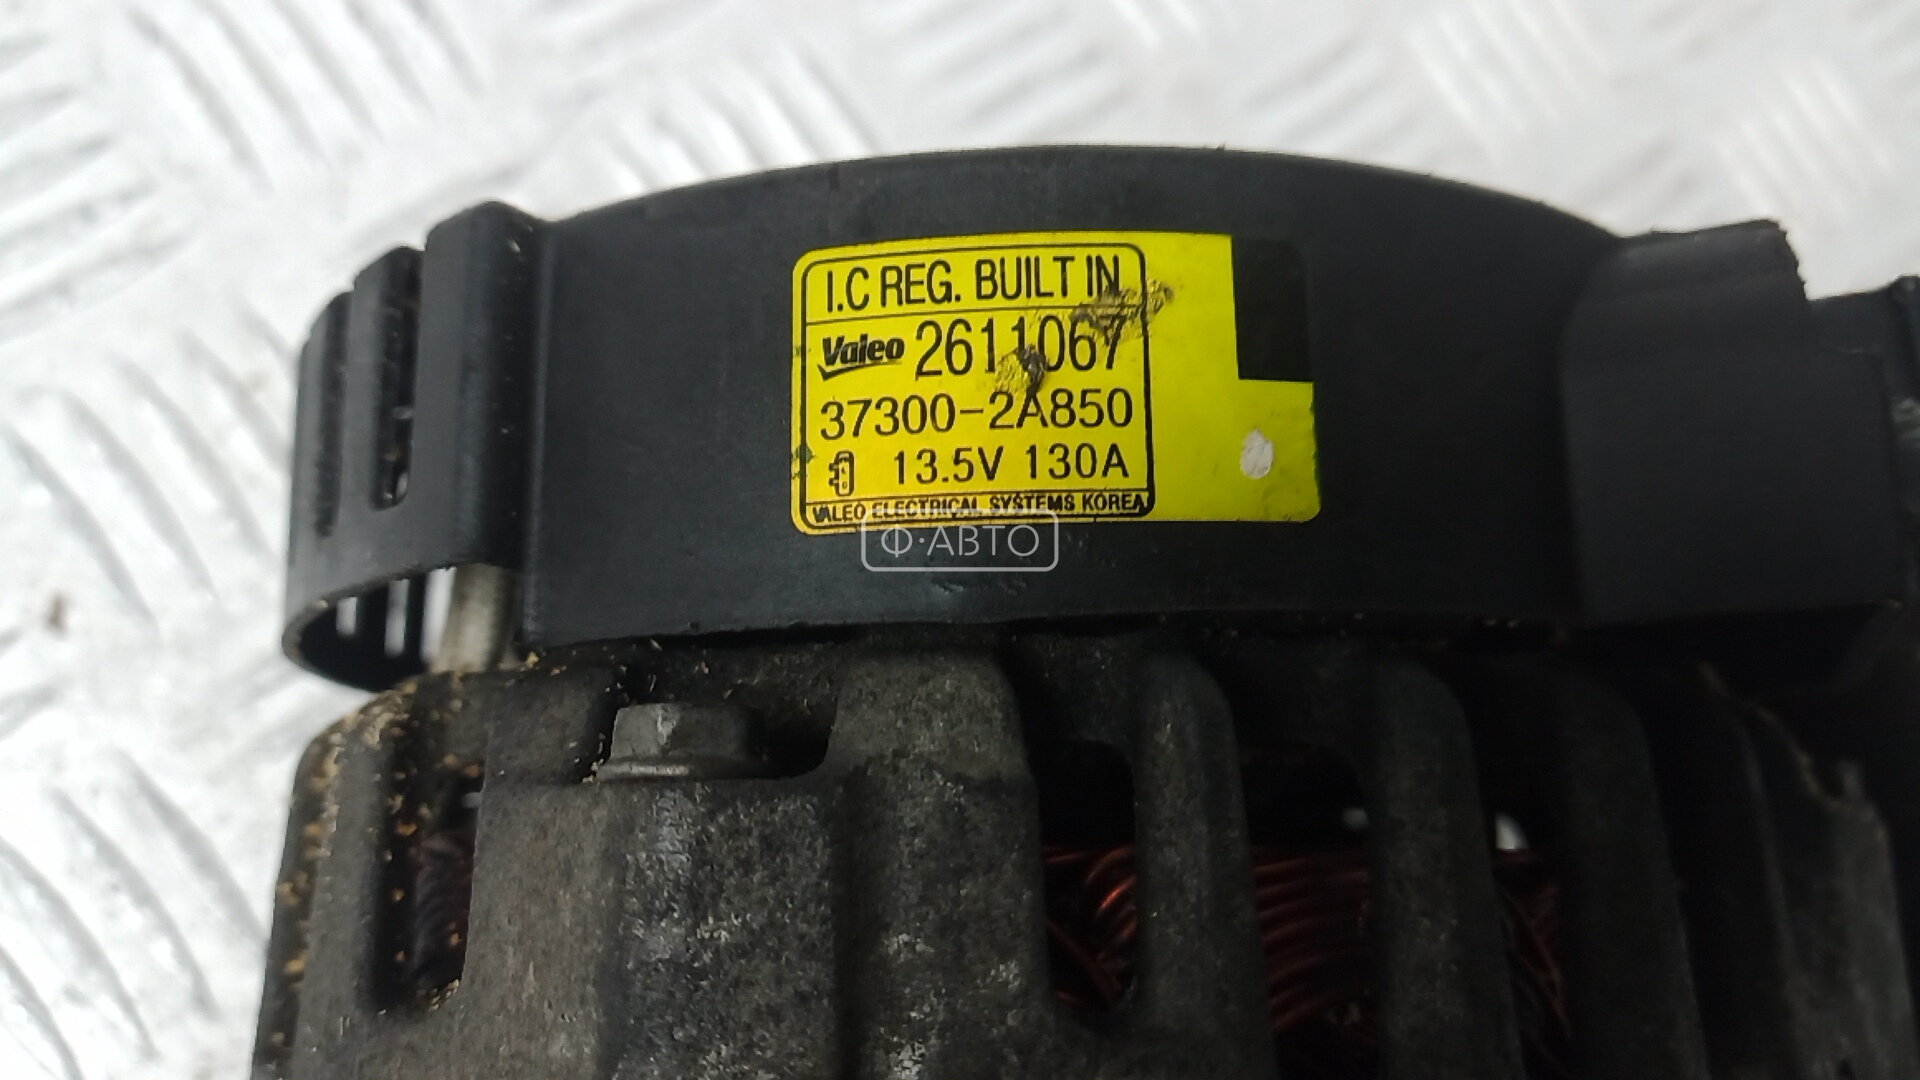 I.C REG. BUILT IN
Valeo 2611067
37300-2A850
13.5V 130A
VALEO ELECTRICAL SYSTEMS KOREA
Ф·АВТО